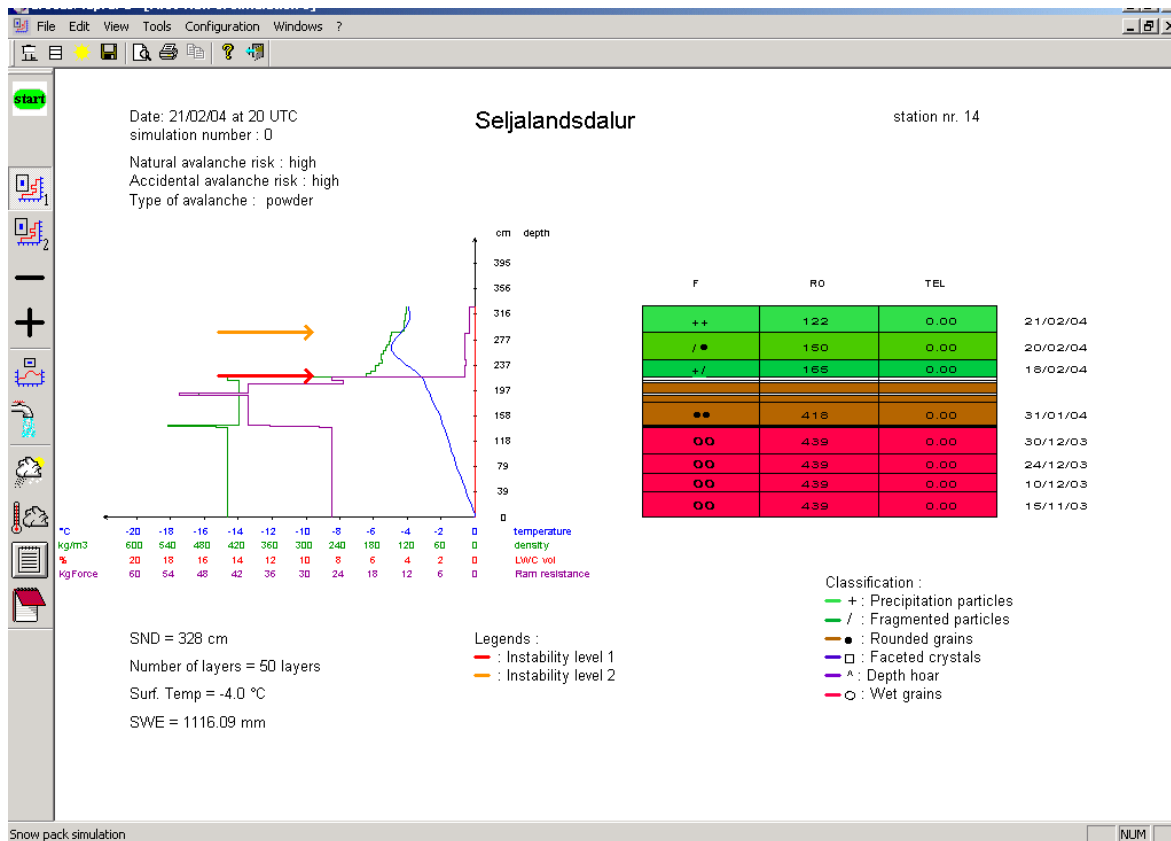 File Edit View Tools Configuration Windows ?
start
Date: 21/02/04 at 20 UTC
simulation number : 0
Seljalandsdalur
station nr. 14
Natural avalanche risk : high
Accidental avalanche risk : high
Type of avalanche : powder
1
2
cm depth
395
356
316
277
237
197
158
118
79
39
0
F RO TEL
++ 122 0.00 21/02/04
/ ● 150 0.00 20/02/04
+/ 165 0.00 18/02/04
●● 418 0.00 31/01/04
OO 439 0.00 30/12/03
OO 439 0.00 24/12/03
OO 439 0.00 10/12/03
OO 439 0.00 15/11/03
°C -20 -18 -16 -14 -12 -10 -8 -6 -4 -2 0 temperature
kg/m3 600 540 480 420 360 300 240 180 120 60 0 density
% 20 18 16 14 12 10 8 6 4 2 0 LWC vol
KgForce 60 54 48 42 36 30 24 18 12 6 0 Ram resistance
SND = 328 cm
Number of layers = 50 layers
Surf. Temp = -4.0 °C
SWE = 1116.09 mm
Legends :
: Instability level 1
: Instability level 2
Classification :
+ : Precipitation particles
/ : Fragmented particles
● : Rounded grains
□ : Faceted crystals
^ : Depth hoar
O : Wet grains
Snow pack simulation
NUM